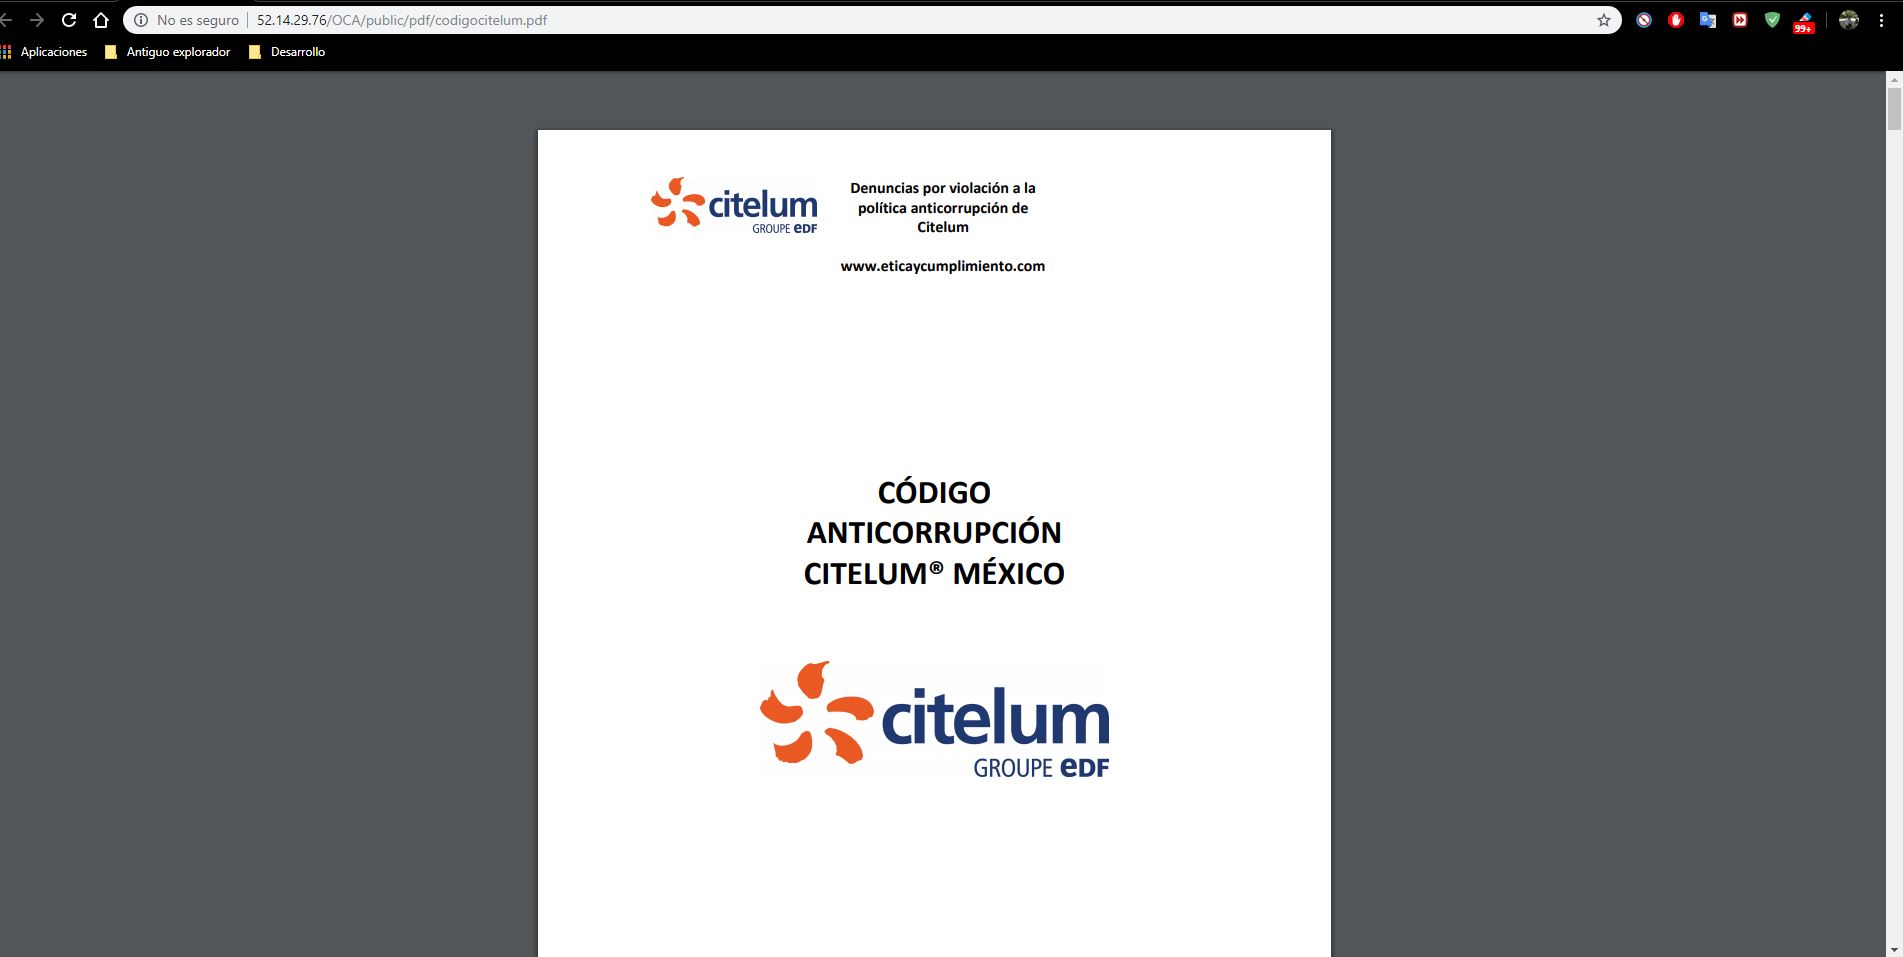 No es seguro 52.14.29.76/OCA/public/pdf/codigocitelum.pdf
99+
Aplicaciones Antiguo explorador Desarrollo
citelum
GROUPE eDF
Denuncias por violación a la
política anticorrupción de
Citelum
www.eticaycumplimiento.com
CÓDIGO
ANTICORRUPCIÓN
CITELUM® MÉXICO
citelum
GROUPE eDF